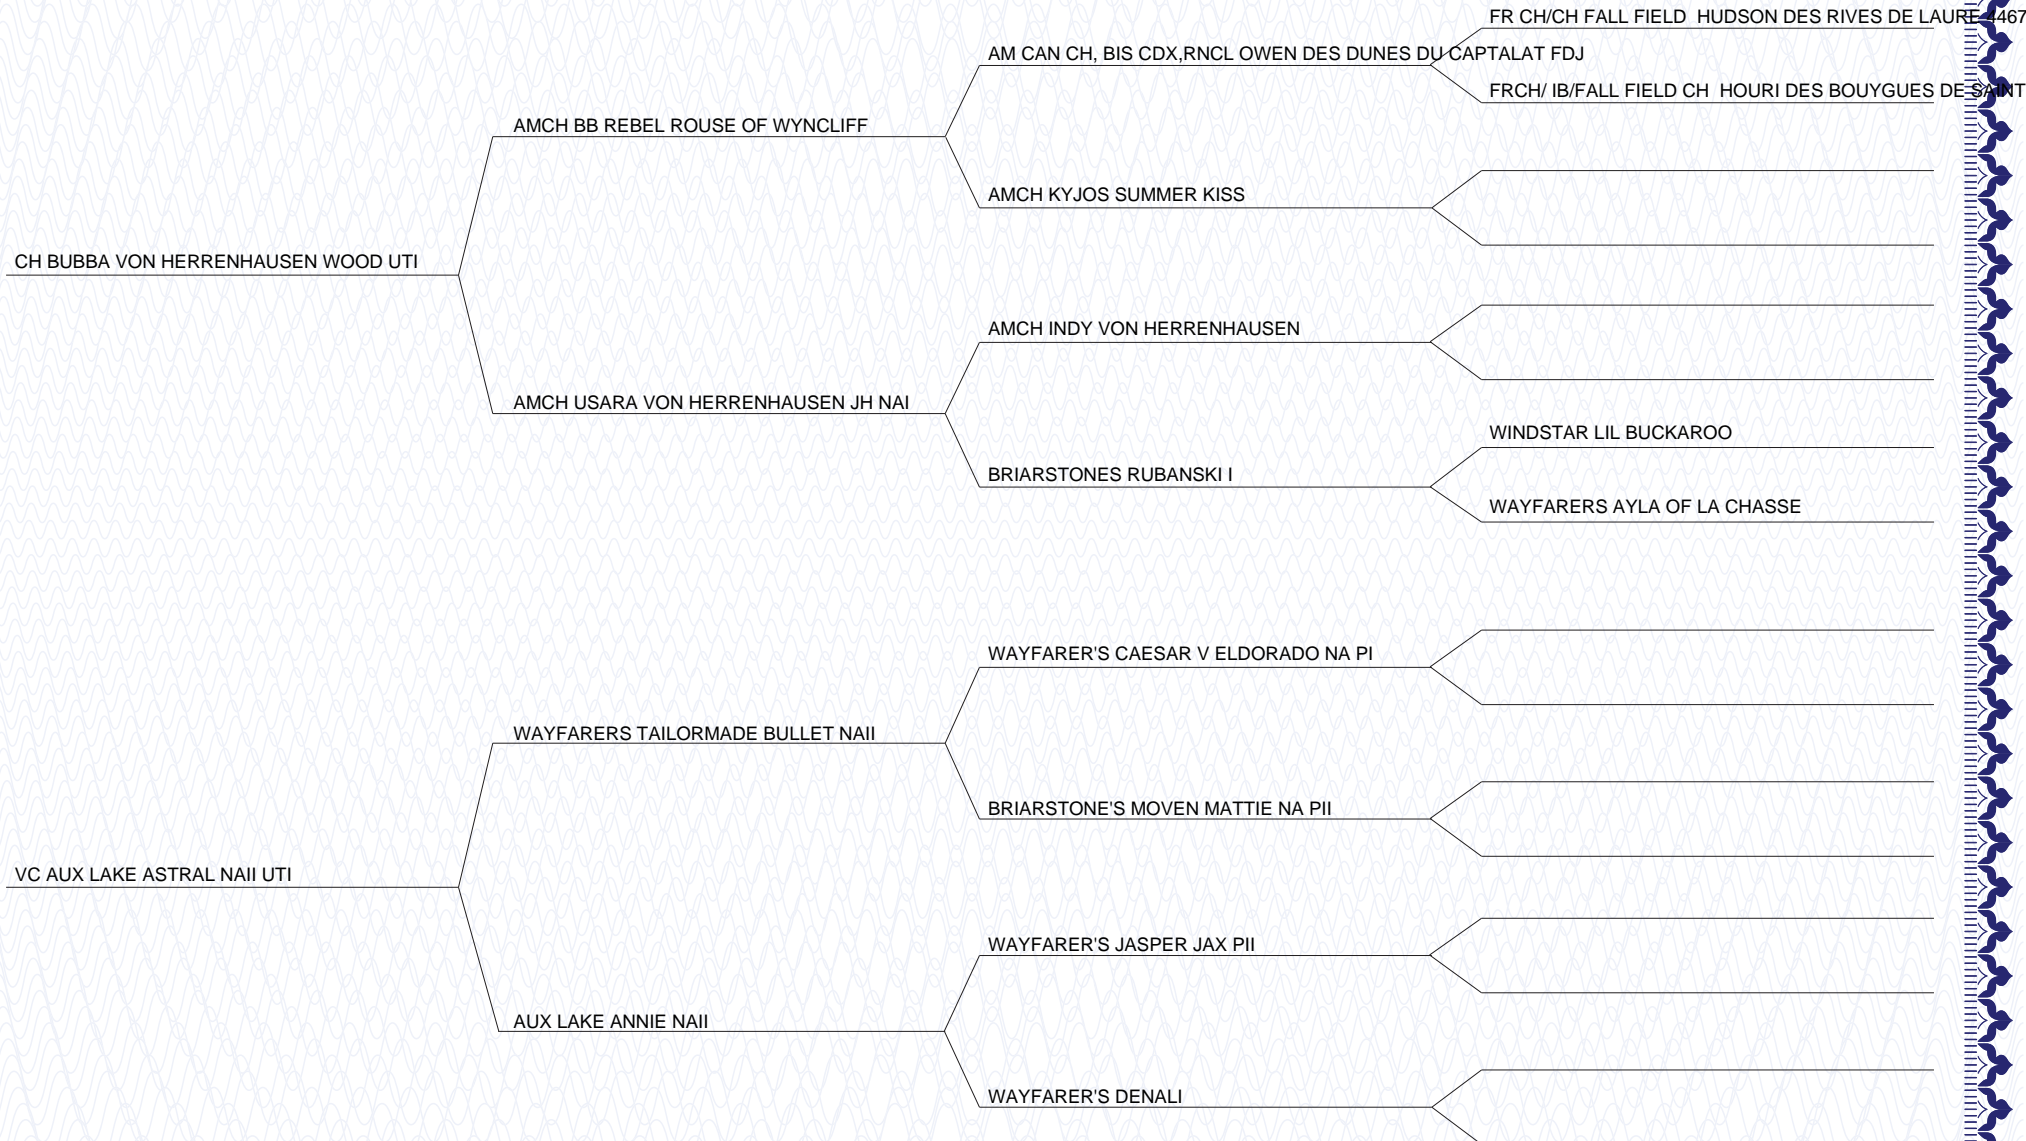 FR CH/CH FALL FIELD  HUDSON DES RIVES DE LAURE 4467
AM CAN CH, BIS CDX,RNCL OWEN DES DUNES DU CAPTALAT FDJ
FRCH/ IB/FALL FIELD CH  HOURI DES BOUYGUES DE SAINT
AMCH BB REBEL ROUSE OF WYNCLIFF
AMCH KYJOS SUMMER KISS
CH BUBBA VON HERRENHAUSEN WOOD UTI
AMCH INDY VON HERRENHAUSEN
AMCH USARA VON HERRENHAUSEN JH NAI
WINDSTAR LIL BUCKAROO
BRIARSTONES RUBANSKI I
WAYFARERS AYLA OF LA CHASSE
WAYFARER'S CAESAR V ELDORADO NA PI
WAYFARERS TAILORMADE BULLET NAII
BRIARSTONE'S MOVEN MATTIE NA PII
VC AUX LAKE ASTRAL NAII UTI
WAYFARER'S JASPER JAX PII
AUX LAKE ANNIE NAII
WAYFARER'S DENALI